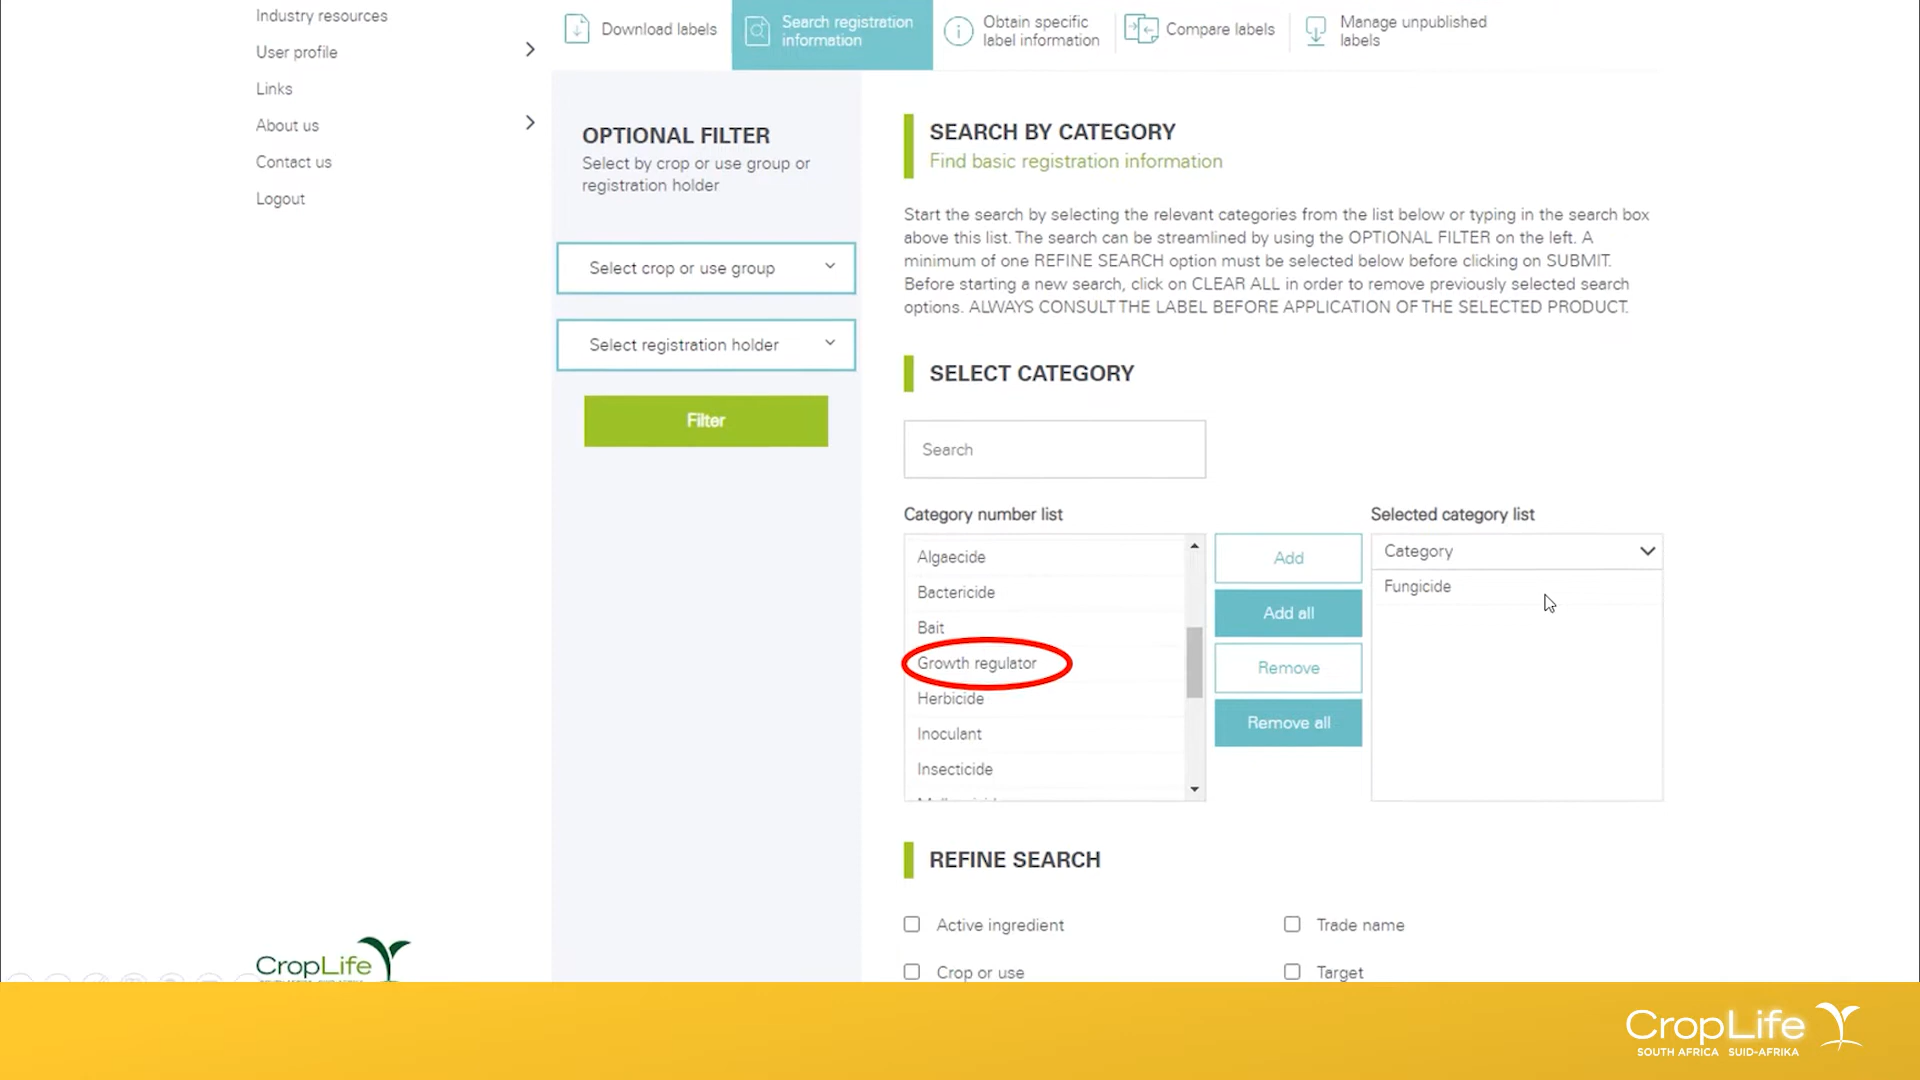 Industry resources
User profile
Links
About us
Contact us
Logout
Download labels
Search registration
information
Obtain specific
label information
Compare labels
Manage unpublished
labels
OPTIONAL FILTER
Select by crop or use group or
registration holder
Select crop or use group
Select registration holder
Filter
SEARCH BY CATEGORY
Find basic registration information
Start the search by selecting the relevant categories from the list below or typing in the search box
above this list. The search can be streamlined by using the OPTIONAL FILTER on the left. A
minimum of one REFINE SEARCH option must be selected below before clicking on SUBMIT.
Before starting a new search, click on CLEAR ALL in order to remove previously selected search
options. ALWAYS CONSULT THE LABEL BEFORE APPLICATION OF THE SELECTED PRODUCT.
SELECT CATEGORY
Search
Category number list
Algaecide
Bactericide
Bait
Growth regulator
Herbicide
Inoculant
Insecticide
Add
Add all
Remove
Remove all
Selected category list
Category
Fungicide
REFINE SEARCH
Active ingredient
Trade name
Crop or use
Target
CropLife
CropLife
SOUTH AFRICA SUID-AFRIKA